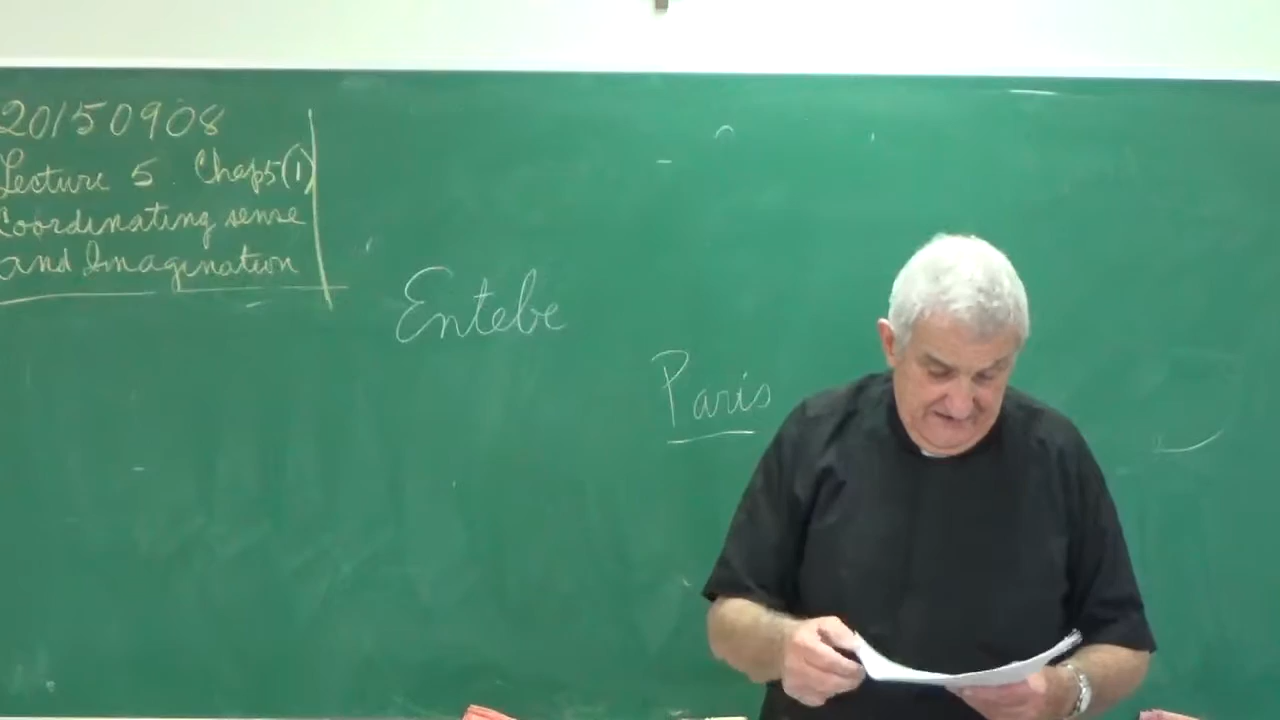 20150908
Lecture 5 Chap5(1)
Coordinating sense
and Imagination
Entebe
Paris